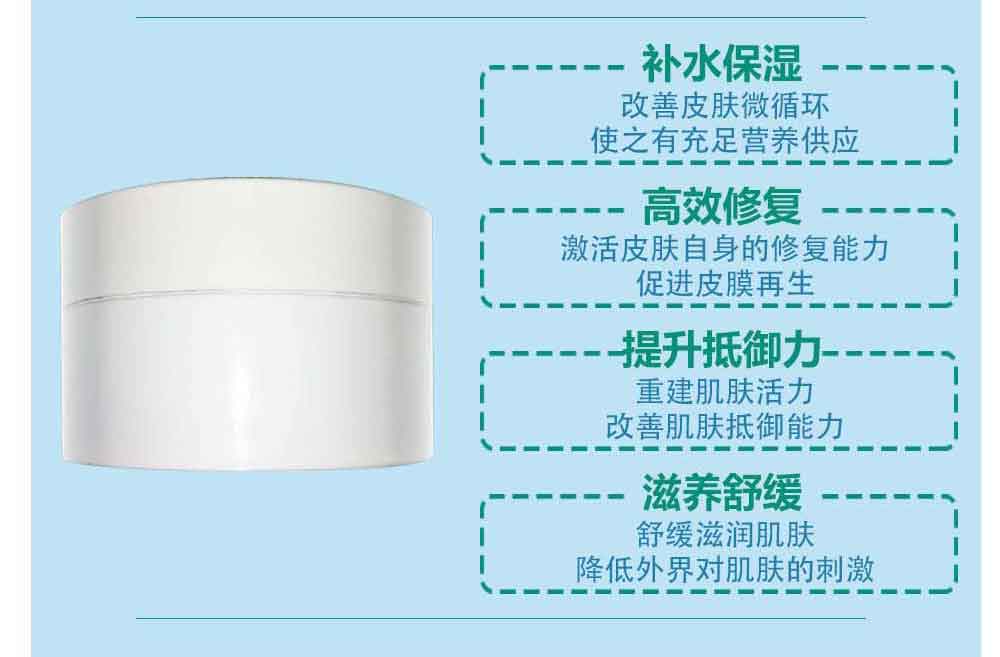 补水保湿
改善皮肤微循环
使之有充足营养供应
高效修复
激活皮肤自身的修复能力
促进皮膜再生
提升抵御力
重建肌肤活力
改善肌肤抵御能力
滋养舒缓
舒缓滋润肌肤
降低外界对肌肤的刺激